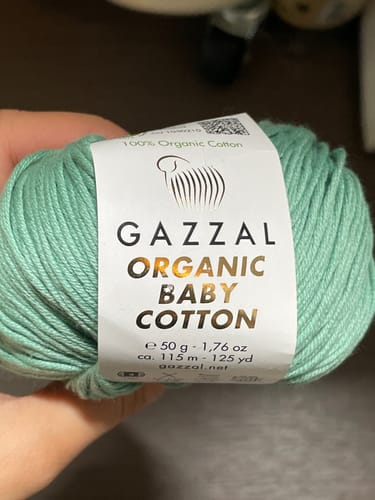 100% Organic Cotton
GAZZAL
ORGANIC
BABY
COTTON
℮ 50 g - 1,76 oz
ca. 115 m - 125 yd
gazzal.net